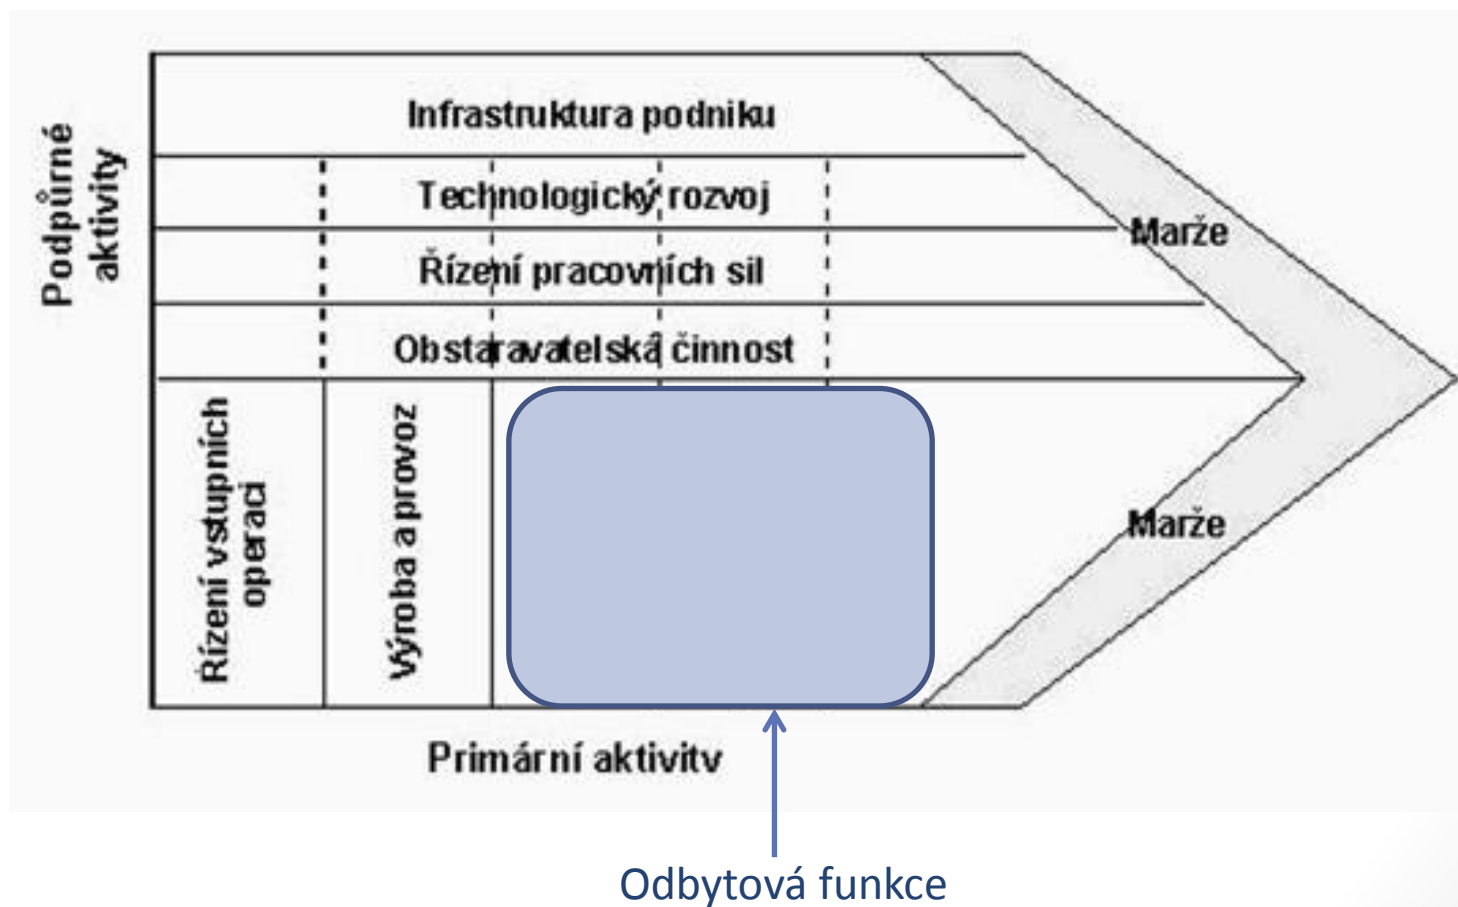 Infrastruktura podniku
Technologický rozvoj
Řízení pracovních sil
Obstaravatelská činnost
Podpůrné
aktivity
Marže
Řízení vstupních
operaci
Výroba a provoz
Marže
Primární aktivity
Odbytová funkce